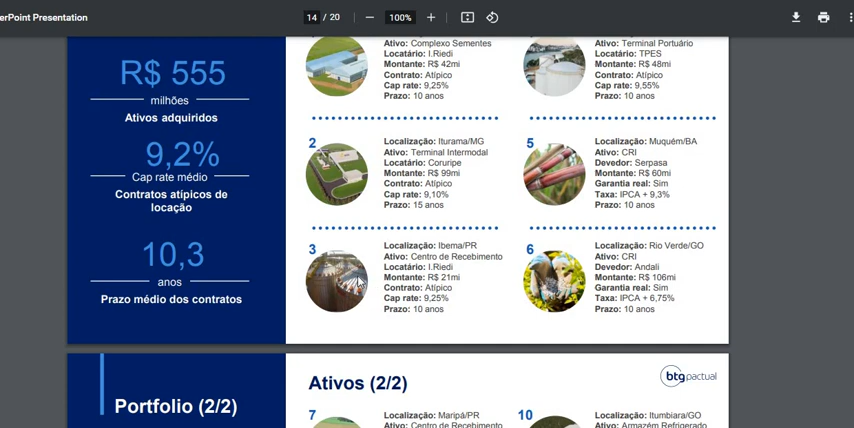 erPoint Presentation
14 / 20
100%
R$ 555
milhões
Ativos adquiridos
9,2%
Cap rate médio
Contratos atípicos de
locação
10,3
anos
Prazo médio dos contratos
Ativo: Complexo Sementes
Locatário: I.Riedi
Montante: R$ 42mi
Contrato: Atípico
Cap rate: 9,25%
Prazo: 10 anos
2
Localização: Iturama/MG
Ativo: Terminal Intermodal
Locatário: Coruripe
Montante: R$ 99mi
Contrato: Atípico
Cap rate: 9,10%
Prazo: 15 anos
3
Localização: Ibema/PR
Ativo: Centro de Recebimento
Locatário: I.Riedi
Montante: R$ 21mi
Contrato: Atípico
Cap rate: 9,25%
Prazo: 10 anos
Ativo: Terminal Portuário
Locatário: TPES
Montante: R$ 48mi
Contrato: Atípico
Cap rate: 9,55%
Prazo: 10 anos
5
Localização: Muquém/BA
Ativo: CRI
Devedor: Serpasa
Montante: R$ 60mi
Garantia real: Sim
Taxa: IPCA + 9,3%
Prazo: 10 anos
6
Localização: Rio Verde/GO
Ativo: CRI
Devedor: Andali
Montante: R$ 106mi
Garantia real: Sim
Taxa: IPCA + 6,75%
Prazo: 10 anos
Portfolio (2/2)
Ativos (2/2)
btgpactual
7
Localização: Maripá/PR
Ativo: Centro de Recebimento
10
Localização: Itumbiara/GO
Ativo: Armazém Refrigerado